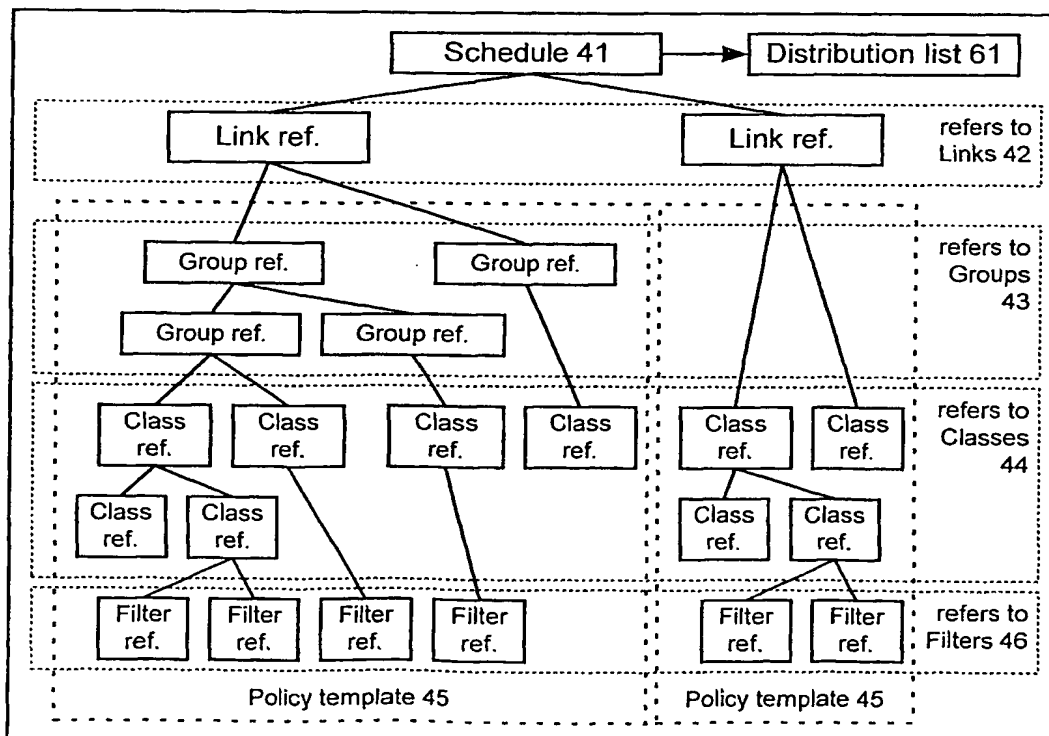 Schedule 41
Distribution list 61
Link ref.
Link ref.
refers to
Links 42
Group ref.
Group ref.
refers to
Groups
43
Group ref.
Group ref.
Class
ref.
Class
ref.
Class
ref.
Class
ref.
Class
ref.
Class
ref.
refers to
Classes
44
Class
ref.
Class
ref.
Class
ref.
Class
ref.
Filter
ref.
Filter
ref.
Filter
ref.
Filter
ref.
Filter
ref.
Filter
ref.
refers to
Filters 46
Policy template 45
Policy template 45